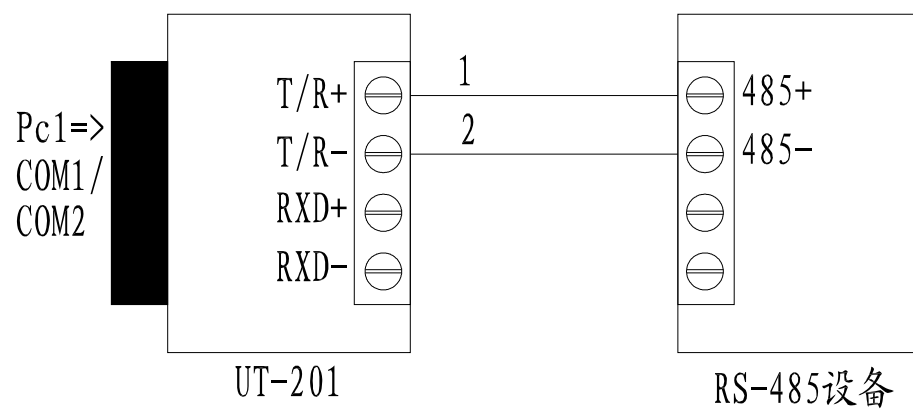 Pc1=>
COM1/
COM2
T/R+
T/R-
RXD+
RXD-
1
2
485+
485-
UT-201
RS-485设备